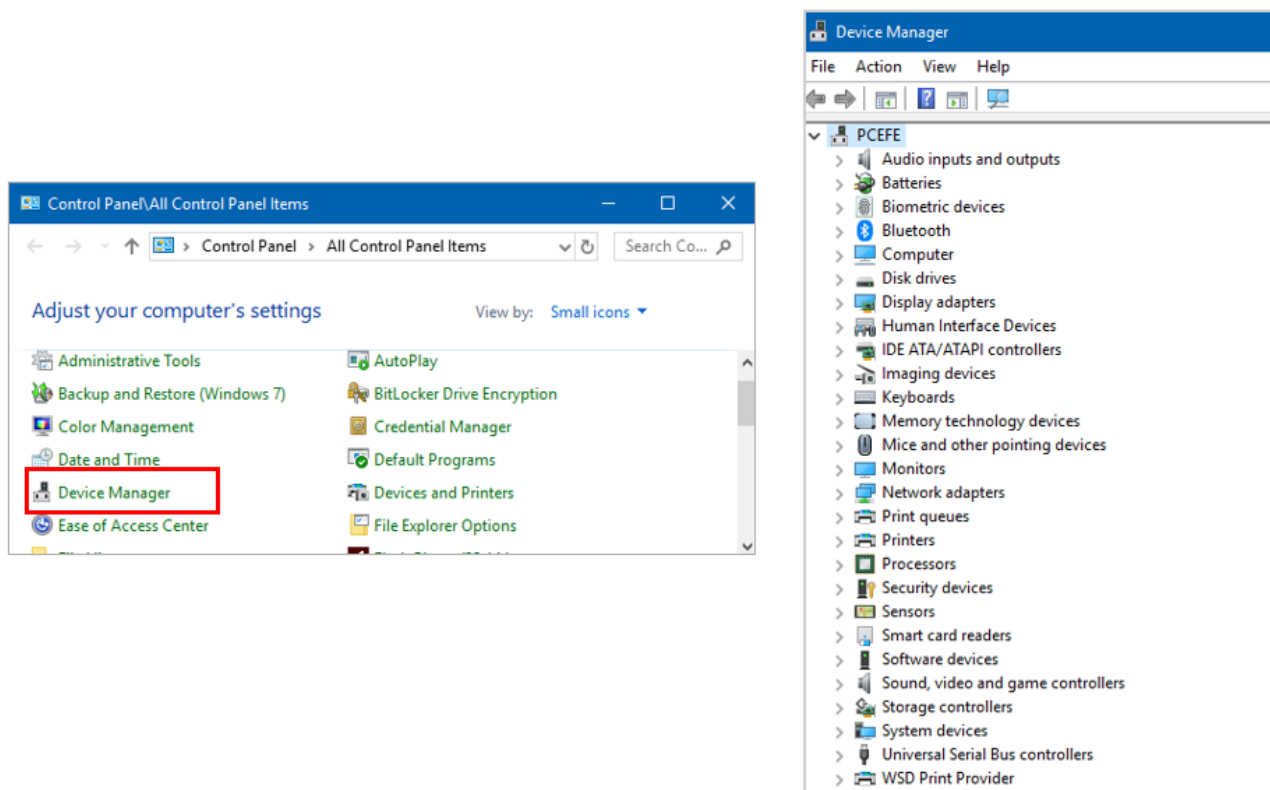 Control Panel\All Control Panel Items
Control Panel > All Control Panel Items
Search Co...
Adjust your computer's settings
View by: Small icons
Administrative Tools
AutoPlay
Backup and Restore (Windows 7)
BitLocker Drive Encryption
Color Management
Credential Manager
Date and Time
Default Programs
Device Manager
Devices and Printers
Ease of Access Center
File Explorer Options
Device Manager
File Action View Help
PCEFE
Audio inputs and outputs
Batteries
Biometric devices
Bluetooth
Computer
Disk drives
Display adapters
Human Interface Devices
IDE ATA/ATAPI controllers
Imaging devices
Keyboards
Memory technology devices
Mice and other pointing devices
Monitors
Network adapters
Print queues
Printers
Processors
Security devices
Sensors
Smart card readers
Software devices
Sound, video and game controllers
Storage controllers
System devices
Universal Serial Bus controllers
WSD Print Provider